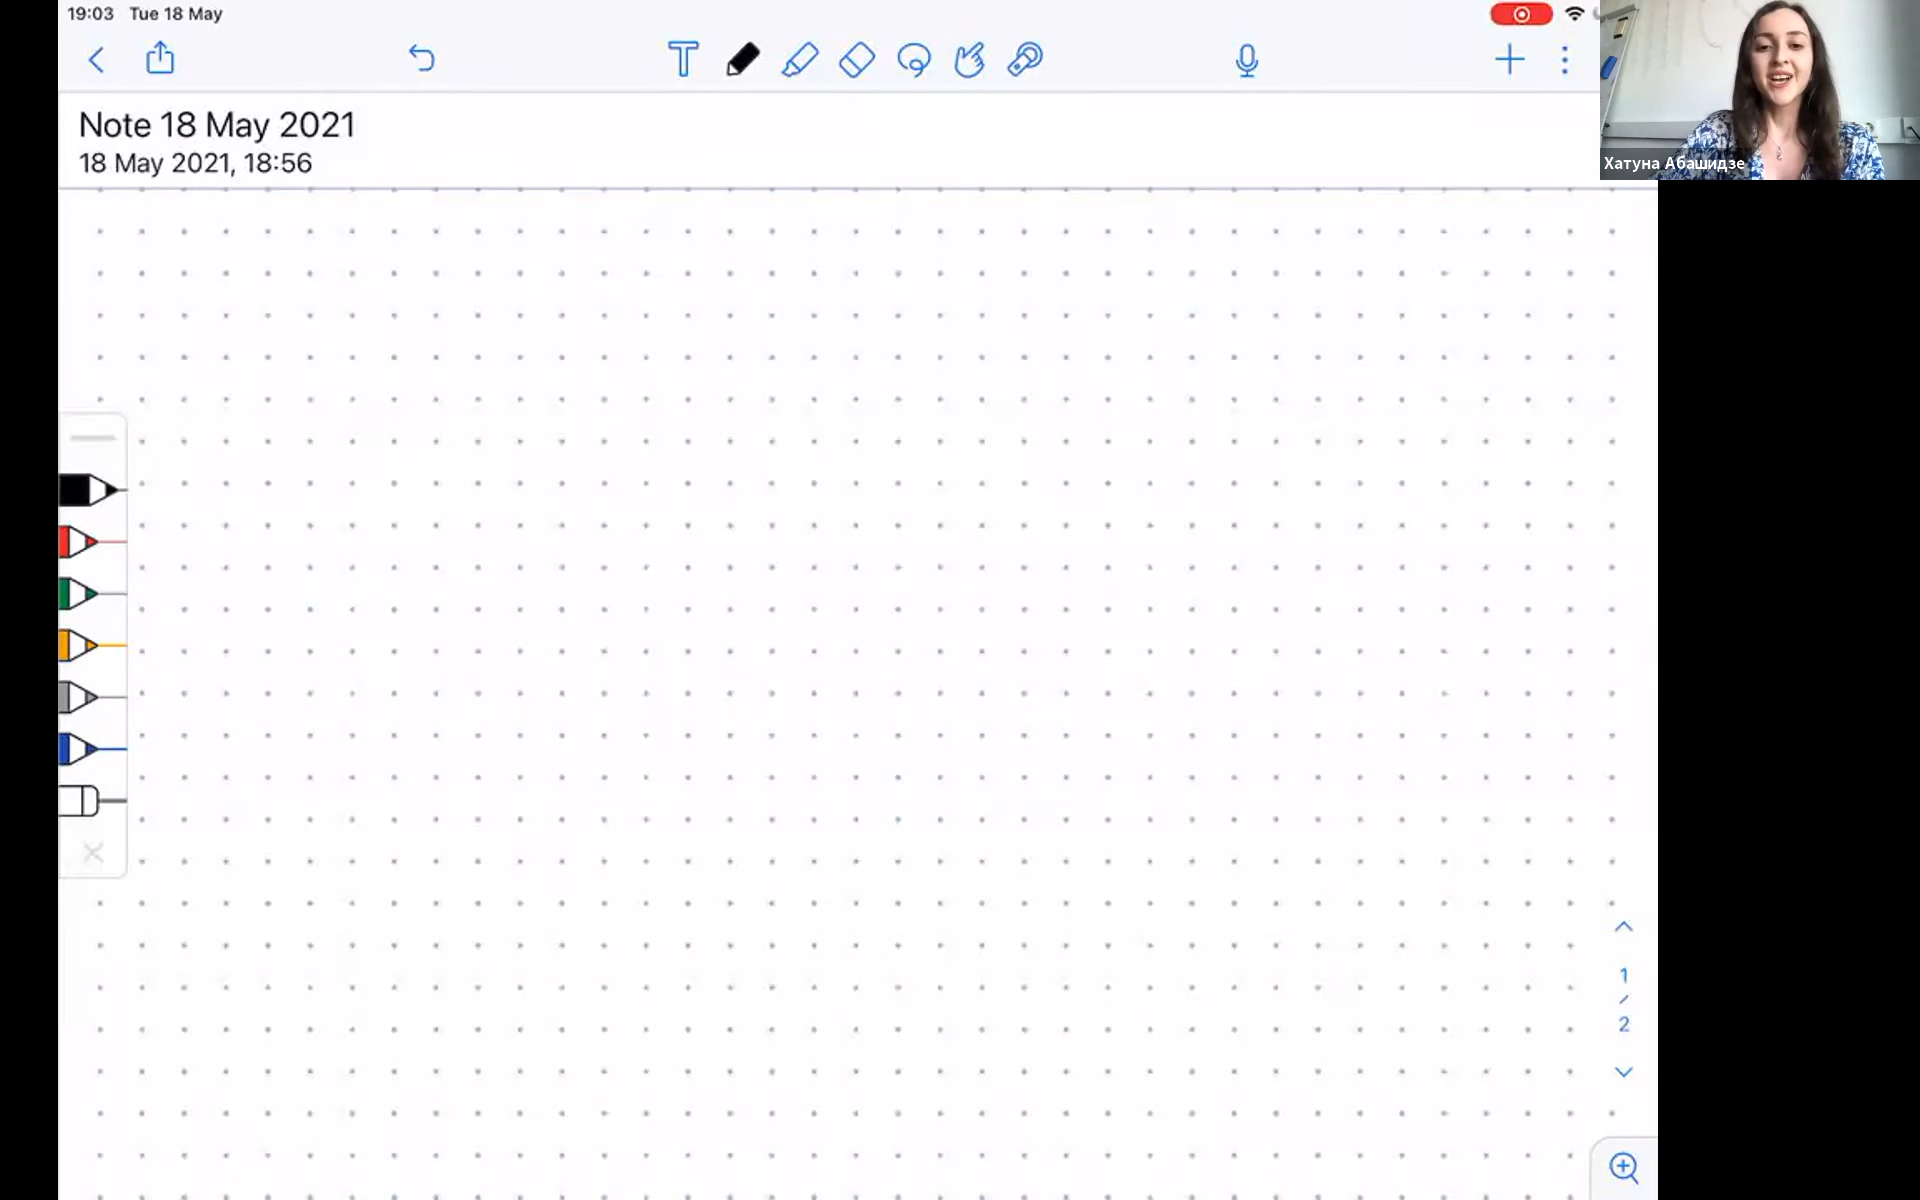 19:03 Tue 18 May
Note 18 May 2021
18 May 2021, 18:56
Хатуна Абашидзе
1
/
2